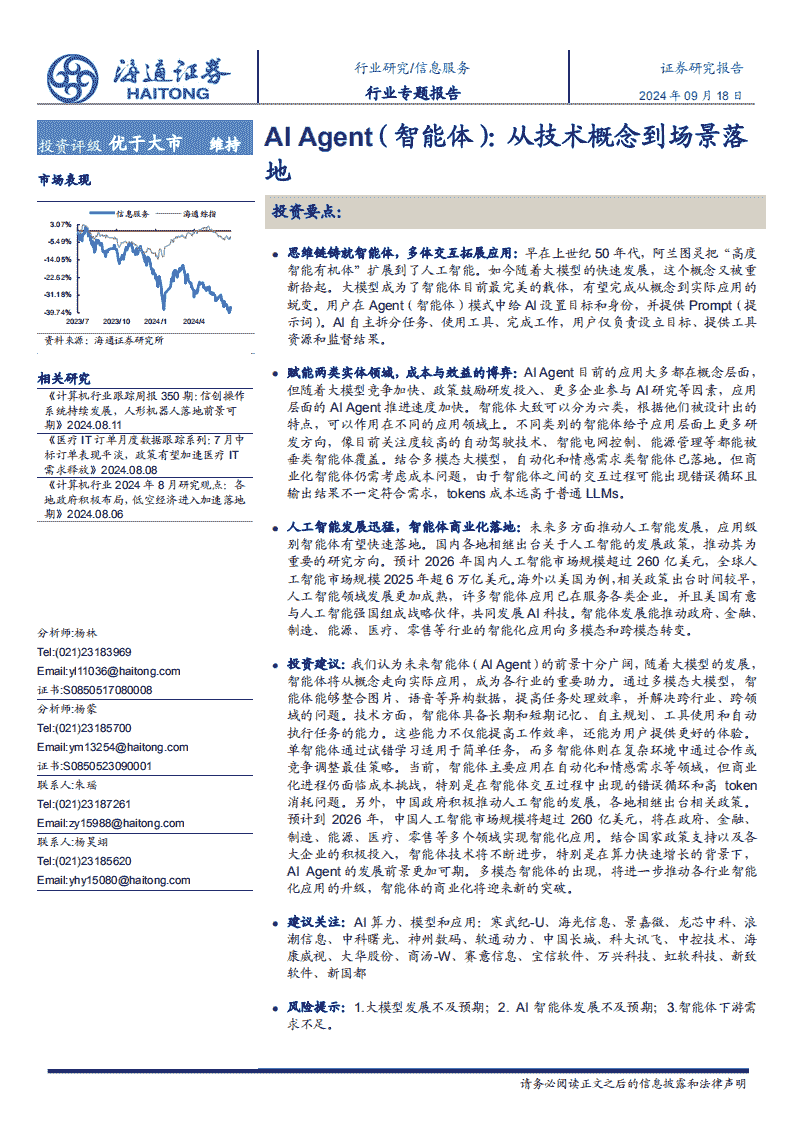 海通证券
HAITONG
行业研究/信息服务
行业专题报告
证券研究报告
2024 年 09 月 18 日
投资评级 优于大市 维持
市场表现
信息服务 海通综指
3.07%
-5.49%
-14.05%
-22.62%
-31.18%
-39.74%
2023/7 2023/10 2024/1 2024/4
资料来源:海通证券研究所
相关研究
《计算机行业跟踪周报 350 期:信创操作
系统持续发展,人形机器人落地前景可
期》2024.08.11
《医疗 IT 订单月度数据跟踪系列:7 月中
标订单表现平淡,政策有望加速医疗 IT
需求释放》2024.08.08
《计算机行业 2024 年 8 月研究观点:各
地政府积极布局,低空经济进入加速落地
期》2024.08.06
分析师:杨林
Tel:(021)23183969
Email:yl11036@haitong.com
证书:S0850517080008
分析师:杨蒙
Tel:(021)23185700
Email:ym13254@haitong.com
证书:S0850523090001
联系人:朱瑶
Tel:(021)23187261
Email:zy15988@haitong.com
联系人:杨昊翊
Tel:(021)23185620
Email:yhy15080@haitong.com
AI Agent(智能体):从技术概念到场景落
地
投资要点:
● 思维链铸就智能体,多体交互拓展应用:早在上世纪 50 年代,阿兰图灵把“高度
智能有机体”扩展到了人工智能。如今随着大模型的快速发展,这个概念又被重
新拾起。大模型成为了智能体目前最完美的载体,有望完成从概念到实际应用的
蜕变。用户在 Agent(智能体)模式中给 AI 设置目标和身份,并提供 Prompt(提
示词)。AI 自主拆分任务、使用工具、完成工作,用户仅负责设立目标、提供工具
资源和监督结果。
● 赋能两类实体领域,成本与效益的博弈:AI Agent 目前的应用大多都在概念层面,
但随着大模型竞争加快、政策鼓励研发投入、更多企业参与 AI 研究等因素,应用
层面的 AI Agent 推进速度加快。智能体大致可以分为六类,根据他们被设计出的
特点,可以作用在不同的应用领域上。不同类别的智能体给予应用层面上更多研
发方向,像目前关注度较高的自动驾驶技术、智能电网控制、能源管理等都能被
垂类智能体覆盖。结合多模态大模型,自动化和情感需求类智能体已落地。但商
业化智能体仍需考虑成本问题,由于智能体之间的交互过程可能出现错误循环且
输出结果不一定符合需求,tokens 成本远高于普通 LLMs。
● 人工智能发展迅猛,智能体商业化落地:未来多方面推动人工智能发展,应用级
别智能体有望快速落地。国内各地相继出台关于人工智能的发展政策,推动其为
重要的研究方向。预计 2026 年国内人工智能市场规模超过 260 亿美元,全球人
工智能市场规模 2025 年超 6 万亿美元。海外以美国为例,相关政策出台时间较早,
人工智能领域发展更加成熟,许多智能体应用已在服务各类企业。并且美国有意
与人工智能强国组成战略伙伴,共同发展 AI 科技。智能体发展能推动政府、金融、
制造、能源、医疗、零售等行业的智能化应用向多模态和跨模态转变。
● 投资建议:我们认为未来智能体(AI Agent)的前景十分广阔,随着大模型的发展,
智能体将从概念走向实际应用,成为各行业的重要助力。通过多模态大模型,智
能体能够整合图片、语音等异构数据,提高任务处理效率,并解决跨行业、跨领
域的问题。技术方面,智能体具备长期和短期记忆、自主规划、工具使用和自动
执行任务的能力。这些能力不仅能提高工作效率,还能为用户提供更好的体验。
单智能体通过试错学习适用于简单任务,而多智能体则在复杂环境中通过合作或
竞争调整最佳策略。当前,智能体主要应用在自动化和情感需求等领域,但商业
化进程仍面临成本挑战,特别是在智能体交互过程中出现的错误循环和高 token
消耗问题。另外,中国政府积极推动人工智能的发展,各地相继出台相关政策。
预计到 2026 年,中国人工智能市场规模将超过 260 亿美元,将在政府、金融、
制造、能源、医疗、零售等多个领域实现智能化应用。结合国家政策支持以及各
大企业的积极投入,智能体技术将不断进步,特别是在算力快速增长的背景下,
AI Agent 的发展前景更加可期。多模态智能体的出现,将进一步推动各行业智能
化应用的升级,智能体的商业化将迎来新的突破。
● 建议关注:AI 算力、模型和应用:寒武纪-U、海光信息、景嘉微、龙芯中科、浪
潮信息、中科曙光、神州数码、软通动力、中国长城、科大讯飞、中控技术、海
康威视、大华股份、商汤-W、赛意信息、宝信软件、万兴科技、虹软科技、新致
软件、新国都
● 风险提示:1.大模型发展不及预期;2. AI 智能体发展不及预期;3.智能体下游需
求不足。
请务必阅读正文之后的信息披露和法律声明